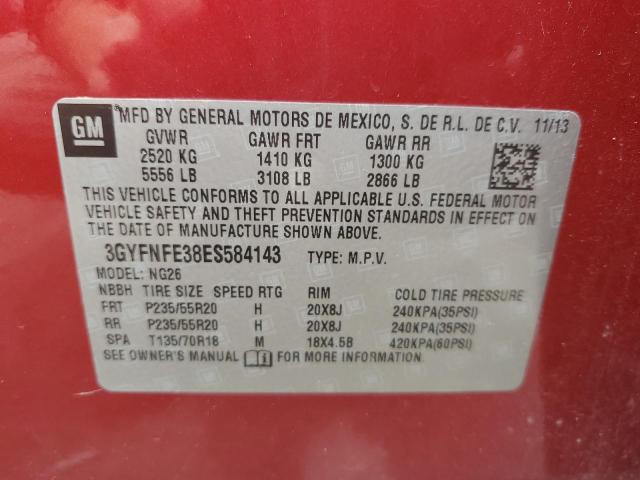 GM
MFD BY GENERAL MOTORS DE MEXICO, S. DE R.L. DE C.V. 11/13
GVWR GAWR FRT GAWR RR
2520 KG 1410 KG 1300 KG
5556 LB 3108 LB 2866 LB
THIS VEHICLE CONFORMS TO ALL APPLICABLE U.S. FEDERAL MOTOR
VEHICLE SAFETY AND THEFT PREVENTION STANDARDS IN EFFECT ON
THE DATE OF MANUFACTURE SHOWN ABOVE.
3GYFNFE38ES584143 TYPE: M.P.V.
MODEL: NG26
NBBH TIRE SIZE SPEED RTG RIM COLD TIRE PRESSURE
FRT P235/55R20 H 20X8J 240KPA(35PSI)
RR P235/55R20 H 20X8J 240KPA(35PSI)
SPA T135/70R18 M 18X4.5B 420KPA(60PSI)
SEE OWNER'S MANUAL FOR MORE INFORMATION.